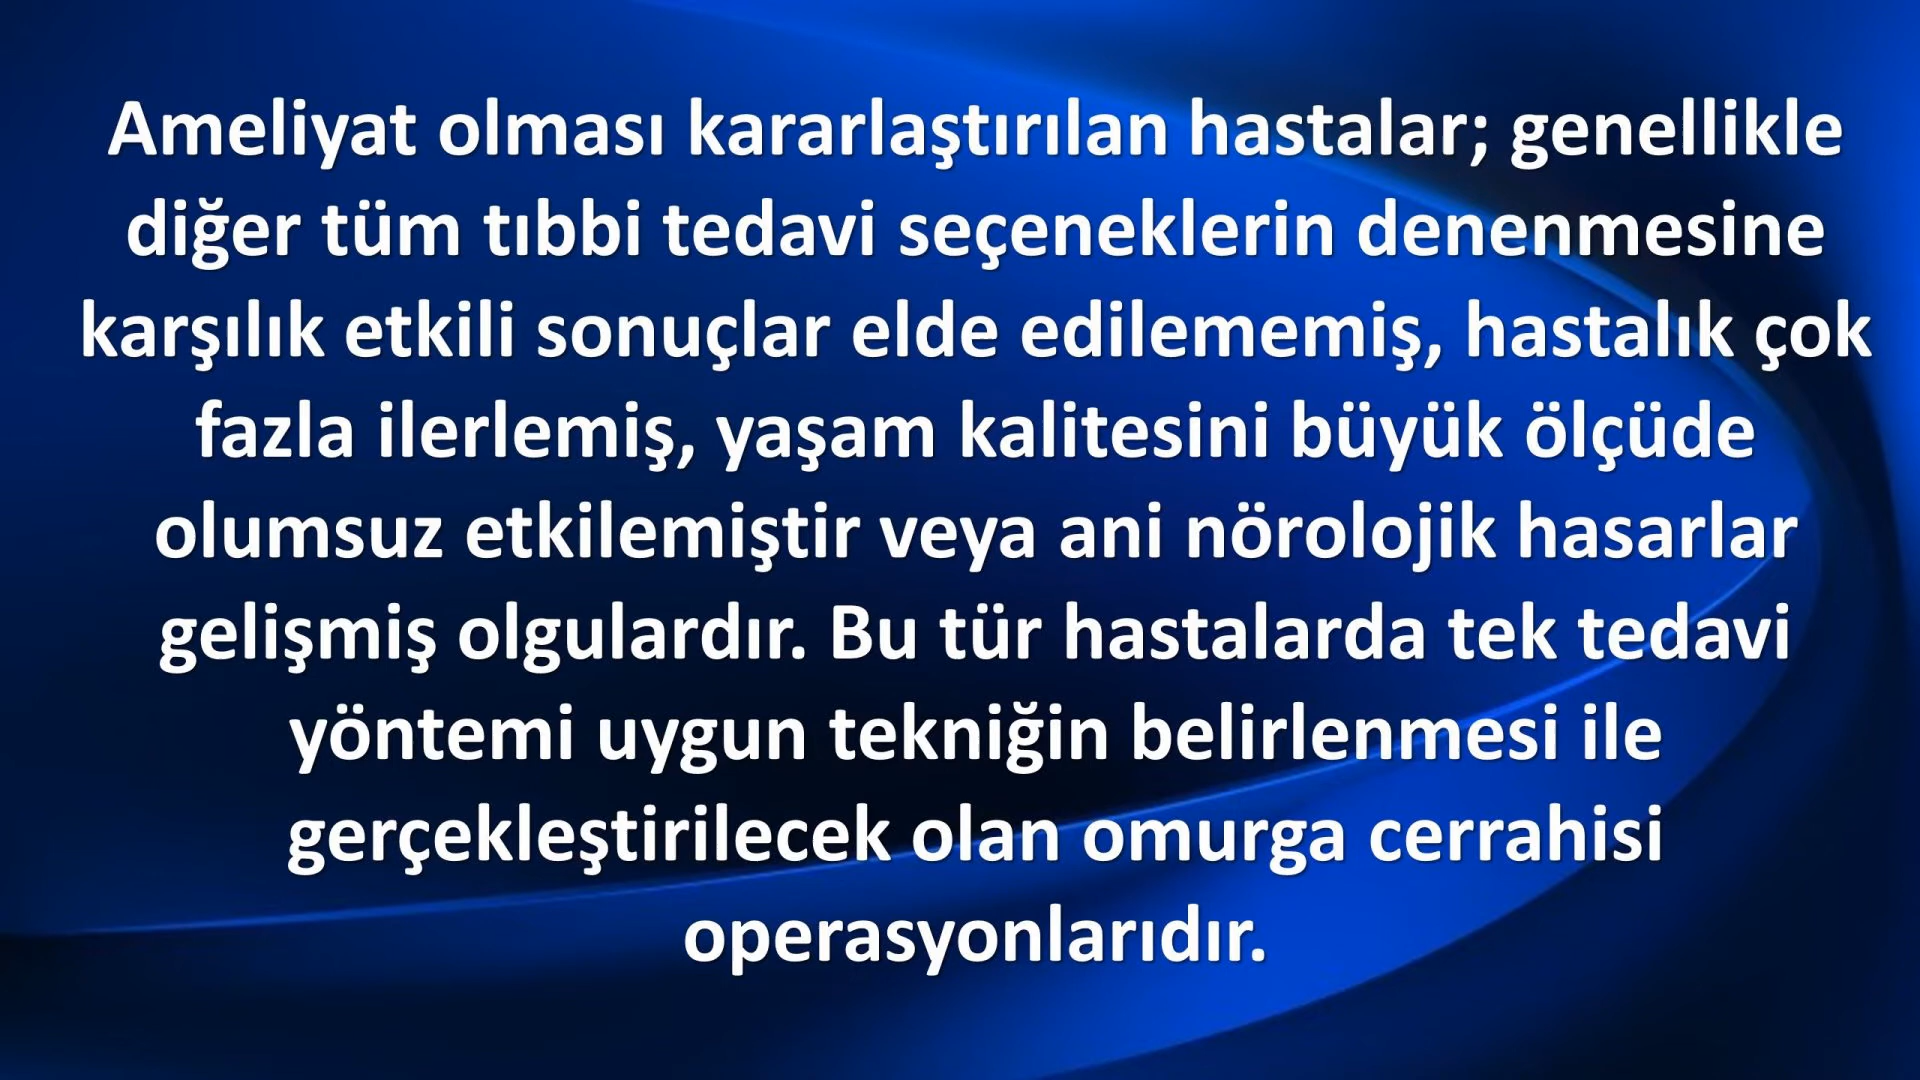 Ameliyat olması kararlaştırılan hastalar; genellikle
diğer tüm tıbbi tedavi seçeneklerin denenmesine
karşılık etkili sonuçlar elde edilememiş, hastalık çok
fazla ilerlemiş, yaşam kalitesini büyük ölçüde
olumsuz etkilemiştir veya ani nörolojik hasarlar
gelişmiş olgulardır. Bu tür hastalarda tek tedavi
yöntemi uygun tekniğin belirlenmesi ile
gerçekleştirilecek olan omurga cerrahisi
operasyonlarıdır.